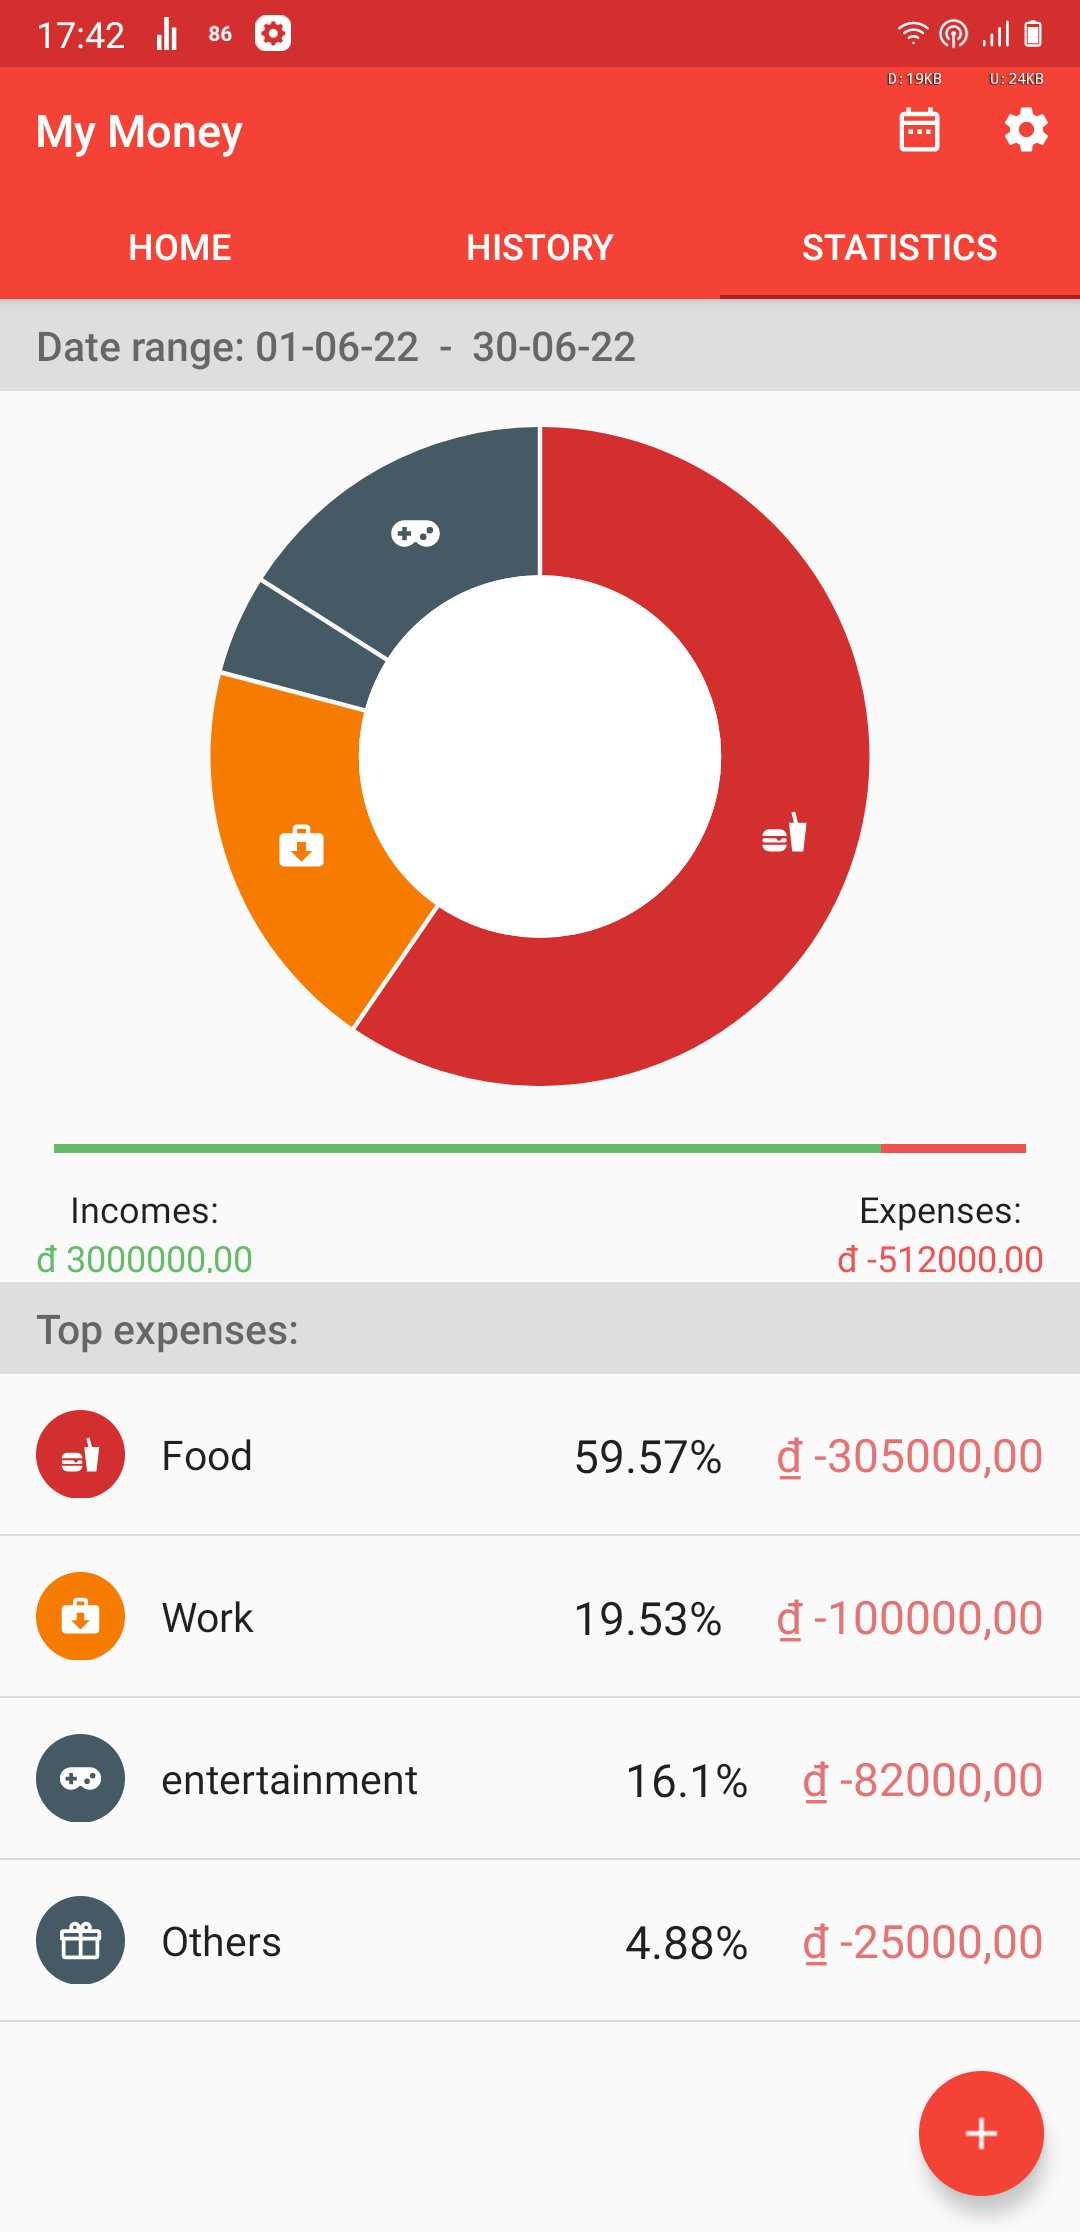 17:42 86
D:19KB U:24KB
My Money
HOME HISTORY STATISTICS
Date range: 01-06-22 - 30-06-22
Incomes: Expenses:
đ 3000000,00 đ -512000,00
Top expenses:
Food 59.57% ₫ -305000,00
Work 19.53% ₫ -100000,00
entertainment 16.1% ₫ -82000,00
Others 4.88% ₫ -25000,00